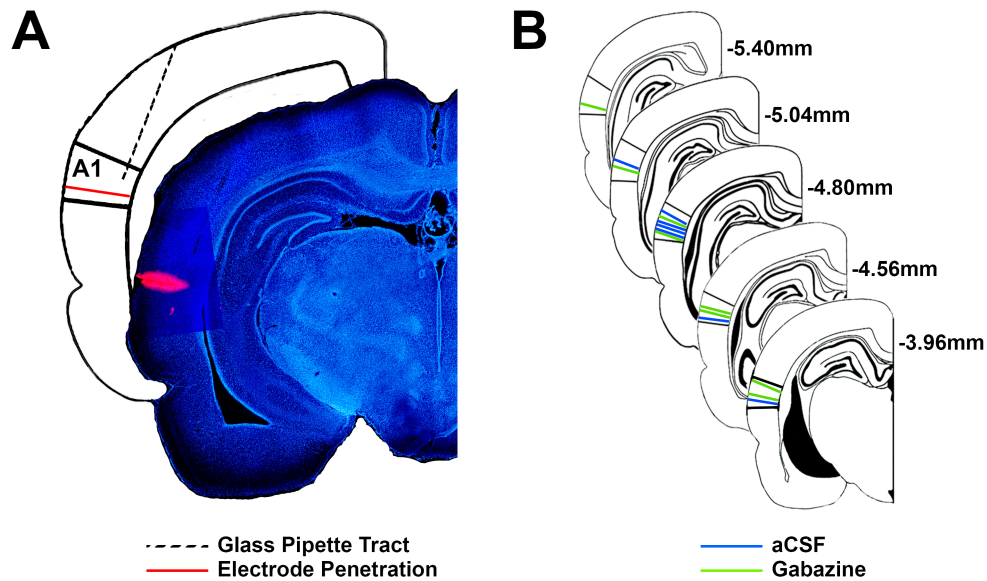 A
B
-5.40mm
-5.04mm
-4.80mm
-4.56mm
-3.96mm
A1
Glass Pipette Tract
Electrode Penetration
aCSF
Gabazine